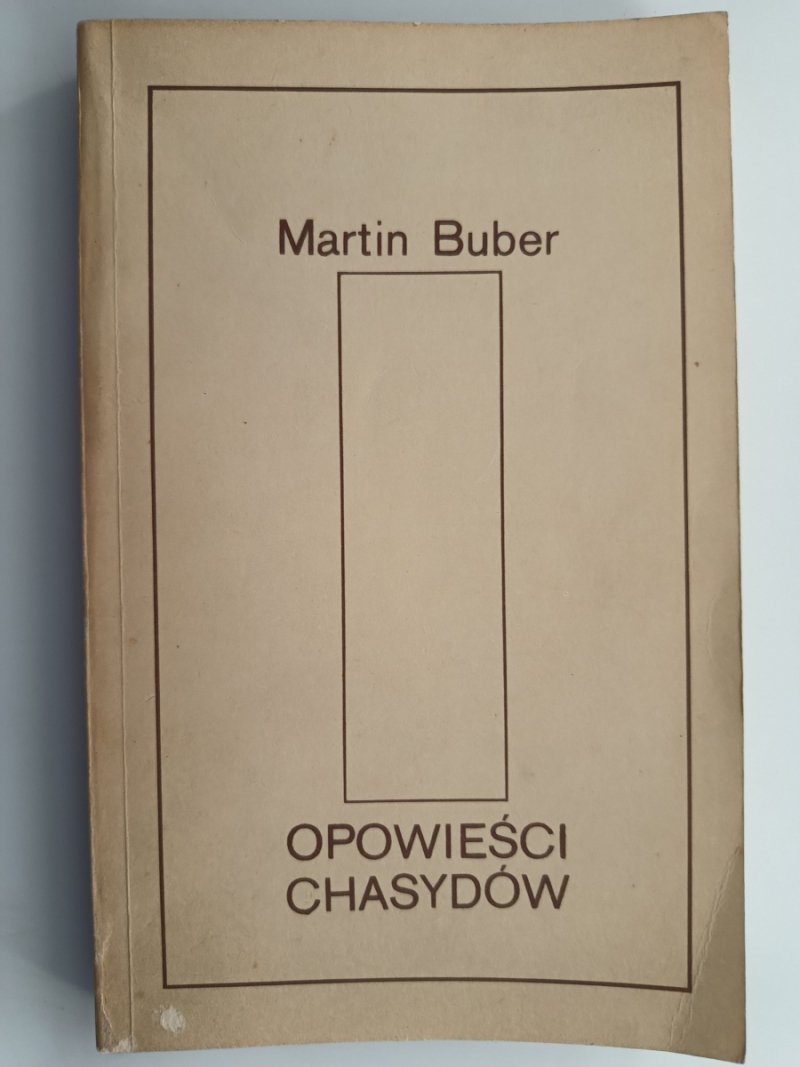 Martin Buber
OPOWIEŚCI
CHASYDÓW